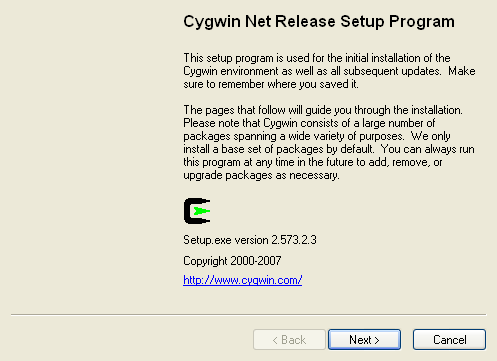 Cygwin Net Release Setup Program
This setup program is used for the initial installation of the
Cygwin environment as well as all subsequent updates. Make
sure to remember where you saved it.
The pages that follow will guide you through the installation.
Please note that Cygwin consists of a large number of
packages spanning a wide variety of purposes. We only
install a base set of packages by default. You can always run
this program at any time in the future to add, remove, or
upgrade packages as necessary.
Setup.exe version 2.573.2.3
Copyright 2000-2007
http://www.cygwin.com/
< Back Next > Cancel